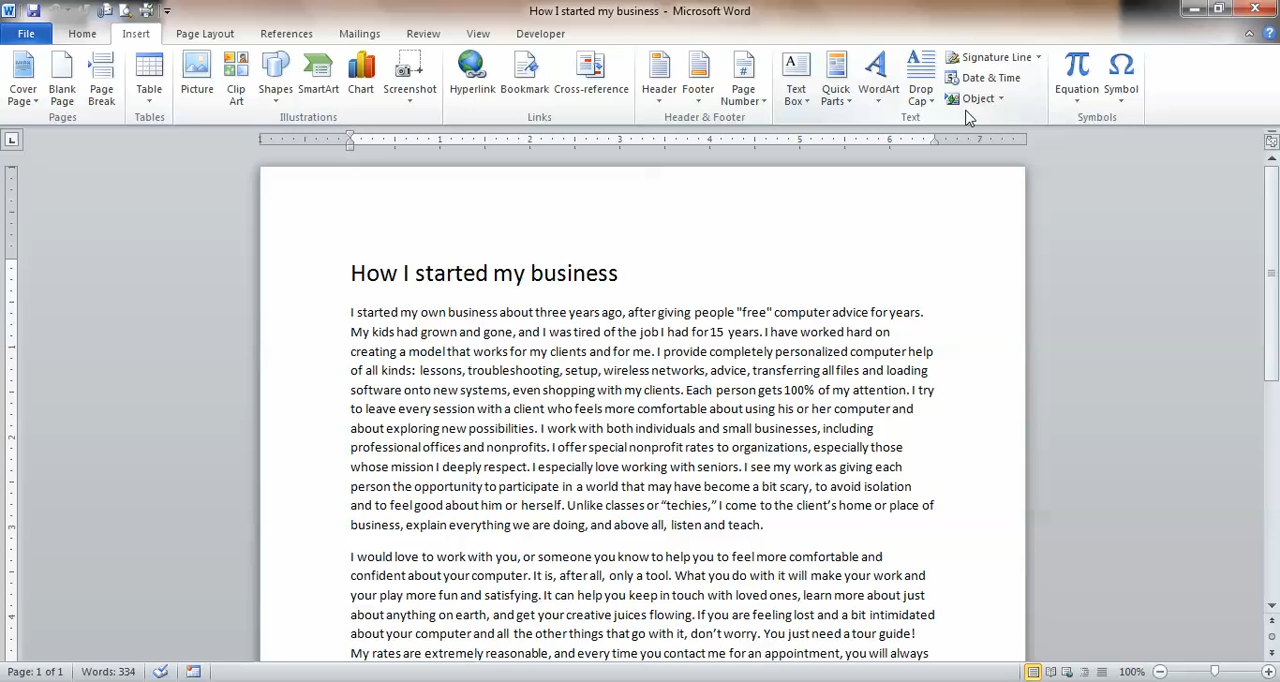 How I started my business - Microsoft Word
File Home Insert Page Layout References Mailings Review View Developer
Cover Page Blank Page Page Break Table Picture Clip Art Shapes SmartArt Chart Screenshot Hyperlink Bookmark Cross-reference Header Footer Page Number Text Box Quick Parts WordArt Drop Cap Signature Line Equation Symbol
Date & Time
Object
Pages Tables Illustrations Links Header & Footer Text Symbols
1 1 2 3 4 5 6 7
How I started my business
I started my own business about three years ago, after giving people "free" computer advice for years.
My kids had grown and gone, and I was tired of the job I had for 15 years. I have worked hard on
creating a model that works for my clients and for me. I provide completely personalized computer help
of all kinds: lessons, troubleshooting, setup, wireless networks, advice, transferring all files and loading
software onto new systems, even shopping with my clients. Each person gets 100% of my attention. I try
to leave every session with a client who feels more comfortable about using his or her computer and
about exploring new possibilities. I work with both individuals and small businesses, including
professional offices and nonprofits. I offer special nonprofit rates to organizations, especially those
whose mission I deeply respect. I especially love working with seniors. I see my work as giving each
person the opportunity to participate in a world that may have become a bit scary, to avoid isolation
and to feel good about him or herself. Unlike classes or “techies,” I come to the client’s home or place of
business, explain everything we are doing, and above all, listen and teach.
I would love to work with you, or someone you know to help you to feel more comfortable and
confident about your computer. It is, after all, only a tool. What you do with it will make your work and
your play more fun and satisfying. It can help you keep in touch with loved ones, learn more about just
about anything on earth, and get your creative juices flowing. If you are feeling lost and a bit intimidated
about your computer and all the other things that go with it, don’t worry. You just need a tour guide!
My rates are extremely reasonable, and every time you contact me for an appointment, you will always
1
2
3
4
Page: 1 of 1 Words: 334 100%